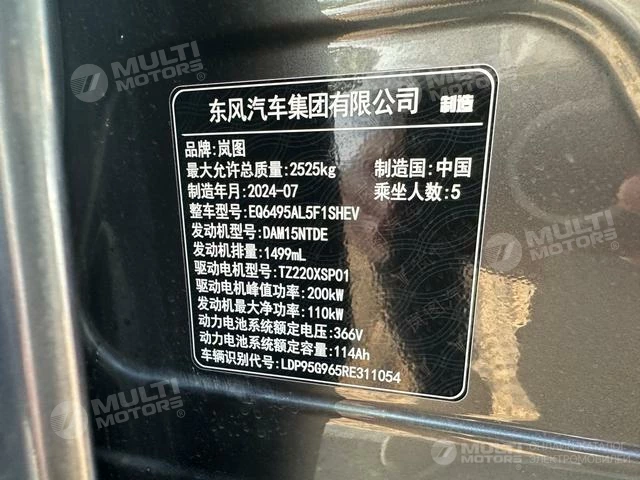 MULTI
MOTORS
MULTI
MOTORS
东风汽车集团有限公司 制造
品牌:岚图
最大允许总质量:2525kg 制造国:中国
制造年月:2024-07 乘坐人数:5
整车型号:EQ6495AL5F1SHEV
发动机型号:DAM15NTDE
发动机排量:1499mL
驱动电机型号:TZ220XSP01
驱动电机峰值功率:200kW
发动机最大净功率:110kW
动力电池系统额定电压:366V
动力电池系统额定容量:114Ah
车辆识别代号:LDP95G965RE311054
MULTI
MOTORS
MULTI
MOTORS
ЭЛЕКТРОМОБИЛЕЙ